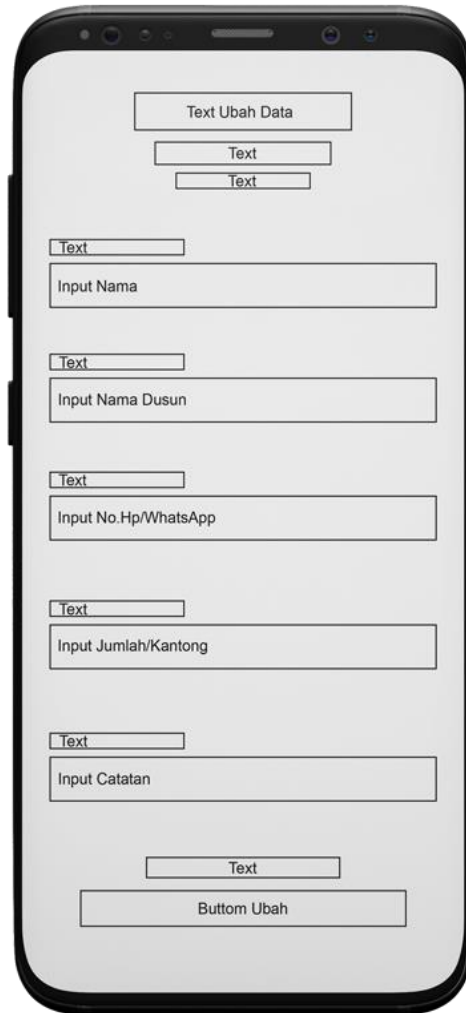 Text Ubah Data
Text
Text
Text
Input Nama
Text
Input Nama Dusun
Text
Input No.Hp/WhatsApp
Text
Input Jumlah/Kantong
Text
Input Catatan
Text
Buttom Ubah